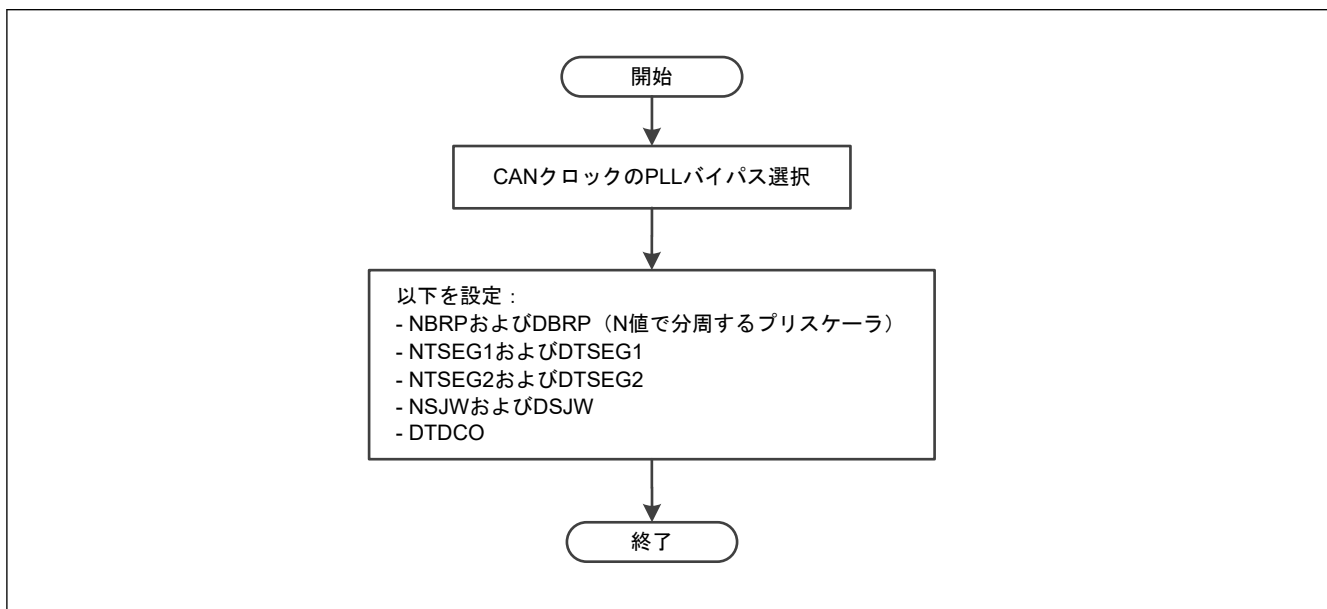 開始
CANクロックのPLLバイパス選択
以下を設定：
- NBRPおよびDBRP（N値で分周するプリスケーラ）
- NTSEG1およびDTSEG1
- NTSEG2およびDTSEG2
- NSJWおよびDSJW
- DTDCO
終了